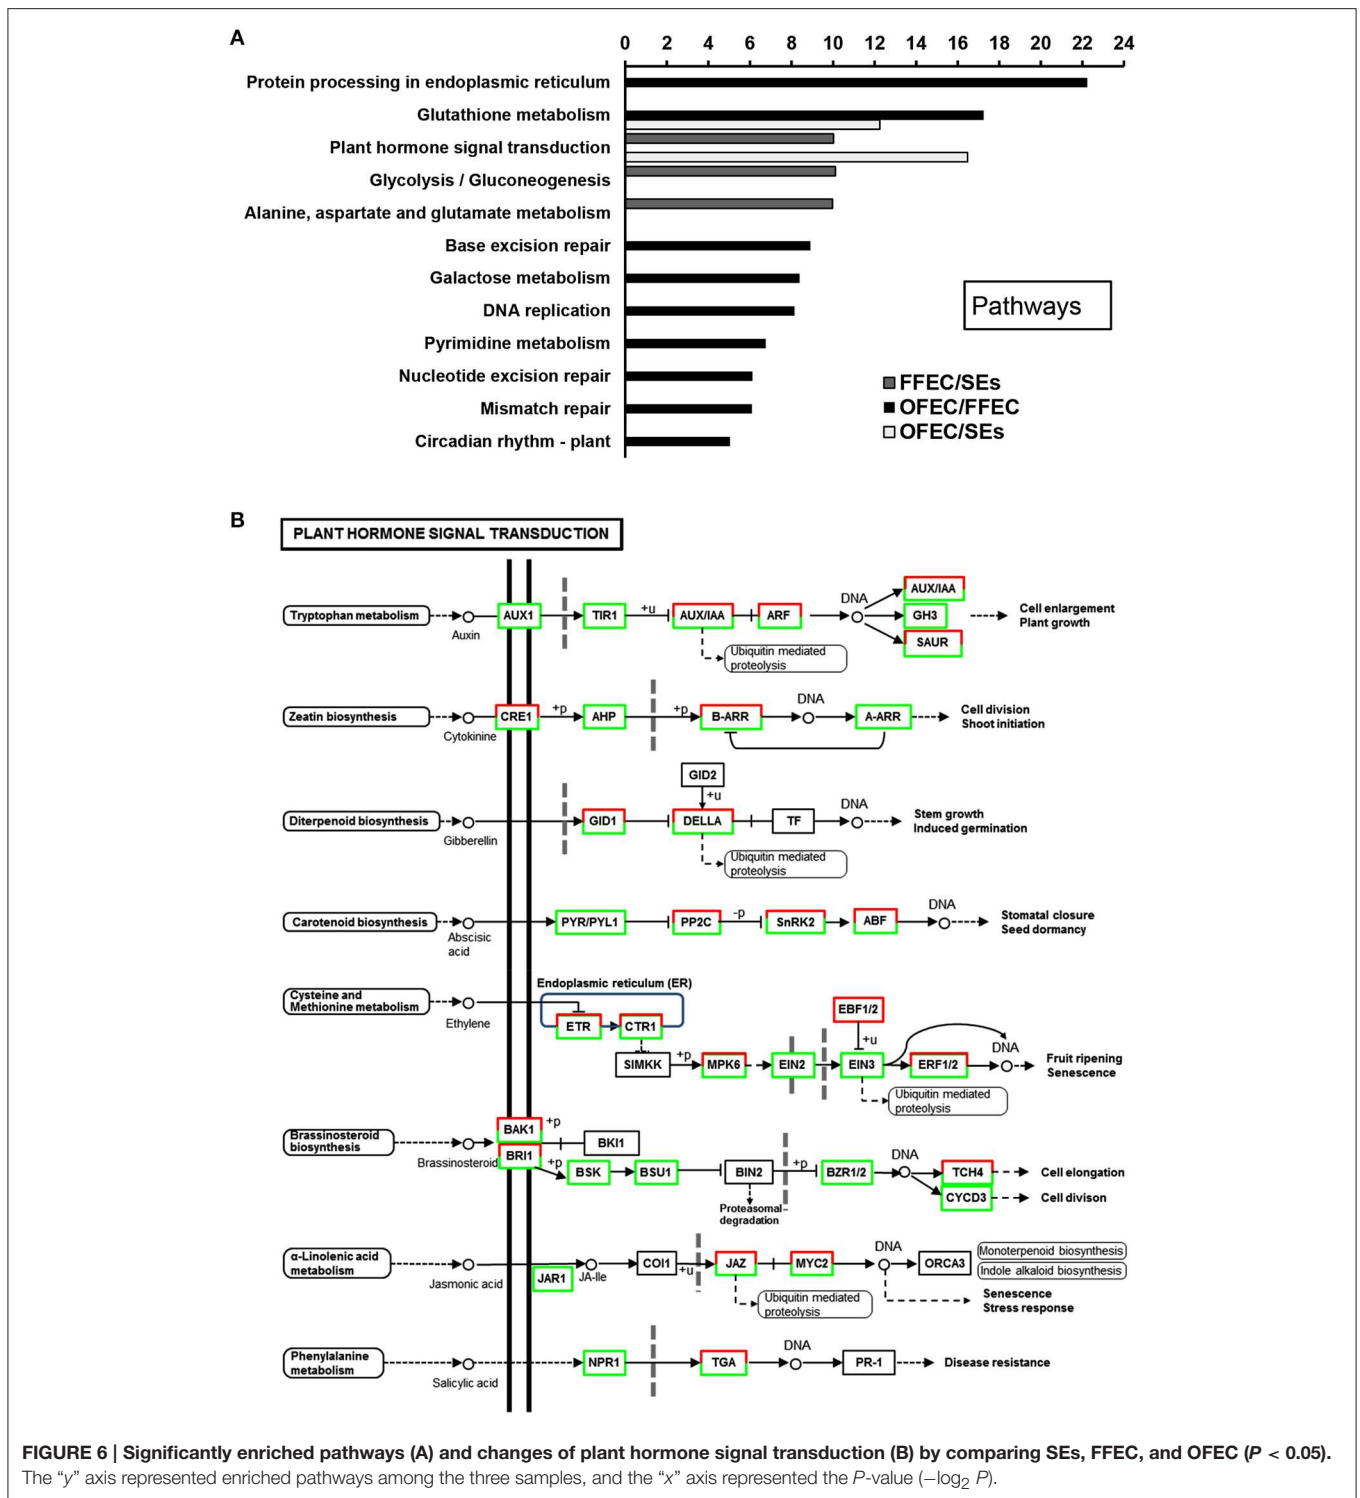 A
0 2 4 6 8 10 12 14 16 18 20 22 24
Protein processing in endoplasmic reticulum
Glutathione metabolism
Plant hormone signal transduction
Glycolysis / Gluconeogenesis
Alanine, aspartate and glutamate metabolism
Base excision repair
Galactose metabolism
DNA replication
Pyrimidine metabolism
Nucleotide excision repair
Mismatch repair
Circadian rhythm - plant
Pathways
FFEC/SEs
OFEC/FFEC
OFEC/SEs
B
PLANT HORMONE SIGNAL TRANSDUCTION
Tryptophan metabolism
Auxin
AUX1
TIR1
+u
AUX/IAA
ARF
DNA
AUX/IAA
GH3
SAUR
Cell enlargement
Plant growth
Ubiquitin mediated
proteolysis
Zeatin biosynthesis
Cytokinine
CRE1
+p
AHP
+p
B-ARR
DNA
A-ARR
Cell division
Shoot initiation
GID2
+u
Diterpenoid biosynthesis
Gibberellin
GID1
DELLA
TF
DNA
Stem growth
Induced germination
Ubiquitin mediated
proteolysis
Carotenoid biosynthesis
Abscisic
acid
PYR/PYL1
PP2C
-p
SnRK2
ABF
DNA
Stomatal closure
Seed dormancy
Cysteine and
Methionine metabolism
Ethylene
Endoplasmic reticulum (ER)
ETR
CTR1
SIMKK
+p
MPK6
EIN2
EBF1/2
+u
EIN3
ERF1/2
DNA
Fruit ripening
Senescence
Ubiquitin mediated
proteolysis
Brassinosteroid
biosynthesis
Brassinosteroid
BAK1
+p
BKI1
BRI1
+p
BSK
BSU1
BIN2
+p
BZR1/2
DNA
TCH4
CYCD3
Cell elongation
Cell divison
Proteasomal
degradation
α-Linolenic acid
metabolism
Jasmonic acid
JAR1
JA-Ile
COI1
+u
JAZ
MYC2
DNA
ORCA3
Monoterpenoid biosynthesis
Indole alkaloid biosynthesis
Senescence
Stress response
Ubiquitin mediated
proteolysis
Phenylalanine
metabolism
Salicylic acid
NPR1
TGA
DNA
PR-1
Disease resistance
FIGURE 6 | Significantly enriched pathways (A) and changes of plant hormone signal transduction (B) by comparing SEs, FFEC, and OFEC (P < 0.05).
The “y” axis represented enriched pathways among the three samples, and the “x” axis represented the P-value (−log₂ P).